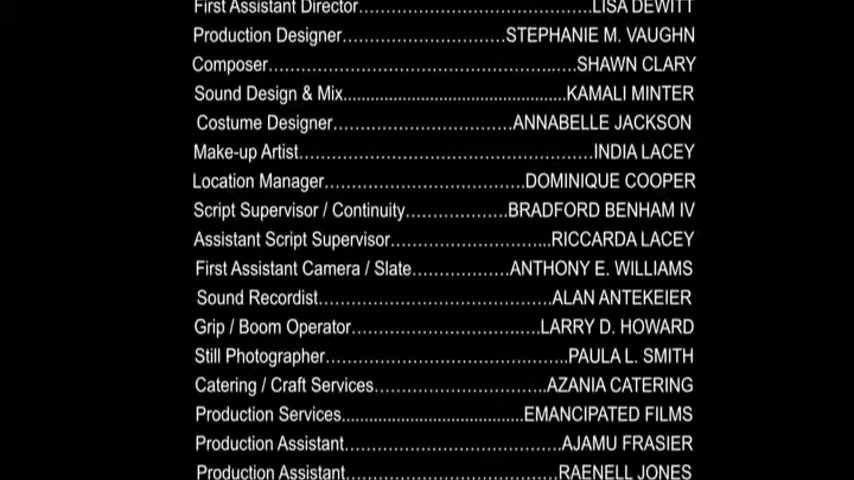 First Assistant Director……………………………………LISA DEWITT
Production Designer…………………………STEPHANIE M. VAUGHN
Composer………………………………………………..….SHAWN CLARY
Sound Design & Mix.................................................KAMALI MINTER
Costume Designer……………………………ANNABELLE JACKSON
Make-up Artist………………………………………………INDIA LACEY
Location Manager………………………………DOMINIQUE COOPER
Script Supervisor / Continuity………………BRADFORD BENHAM IV
Assistant Script Supervisor………………………...RICCARDA LACEY
First Assistant Camera / Slate………………ANTHONY E. WILLIAMS
Sound Recordist……………………………………ALAN ANTEKEIER
Grip / Boom Operator…………………………..….LARRY D. HOWARD
Still Photographer………………………………..…….PAULA L. SMITH
Catering / Craft Services…………………………..AZANIA CATERING
Production Services........................................EMANCIPATED FILMS
Production Assistant…………………………………AJAMU FRASIER
Production Assistant…………………………………RAENELL JONES